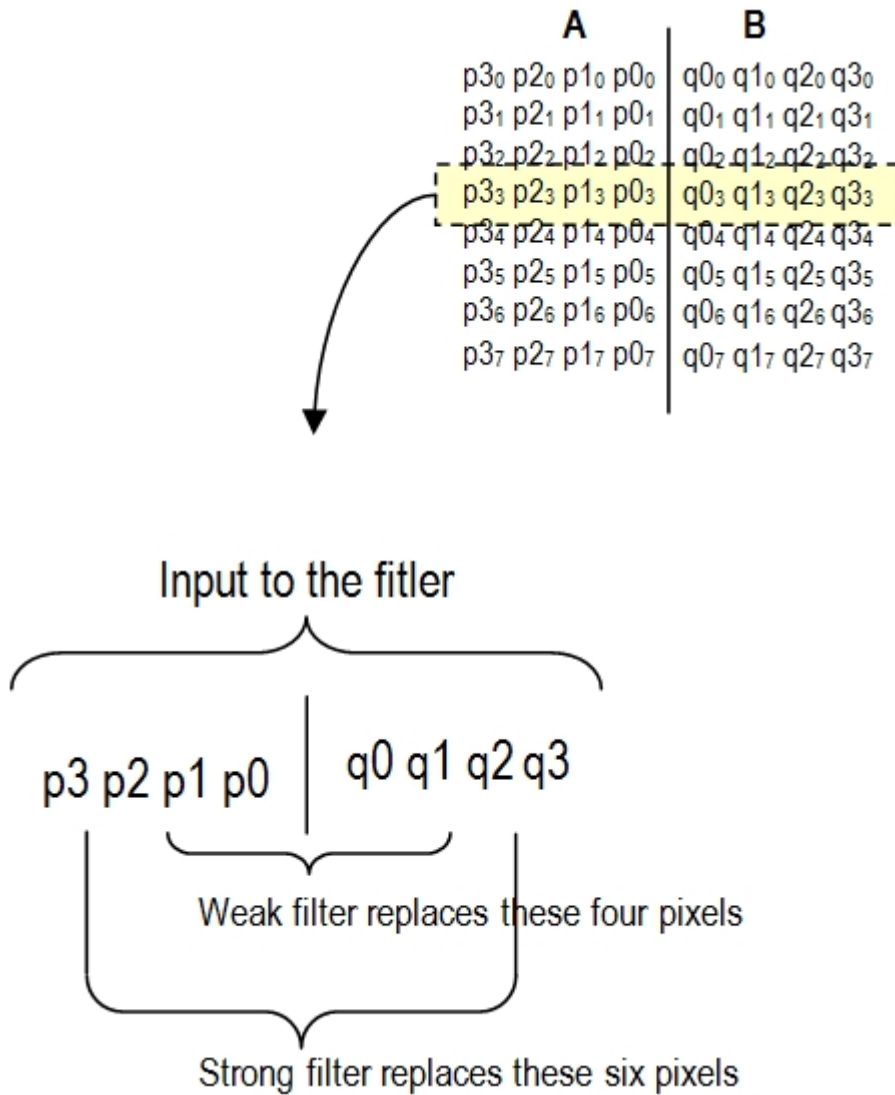 A B
p3₀ p2₀ p1₀ p0₀ q0₀ q1₀ q2₀ q3₀
p3₁ p2₁ p1₁ p0₁ q0₁ q1₁ q2₁ q3₁
p3₂ p2₂ p1₂ p0₂ q0₂ q1₂ q2₂ q3₂
p3₃ p2₃ p1₃ p0₃ q0₃ q1₃ q2₃ q3₃
p3₄ p2₄ p1₄ p0₄ q0₄ q1₄ q2₄ q3₄
p3₅ p2₅ p1₅ p0₅ q0₅ q1₅ q2₅ q3₅
p3₆ p2₆ p1₆ p0₆ q0₆ q1₆ q2₆ q3₆
p3₇ p2₇ p1₇ p0₇ q0₇ q1₇ q2₇ q3₇
Input to the fitler
p3 p2 p1 p0 q0 q1 q2 q3
Weak filter replaces these four pixels
Strong filter replaces these six pixels